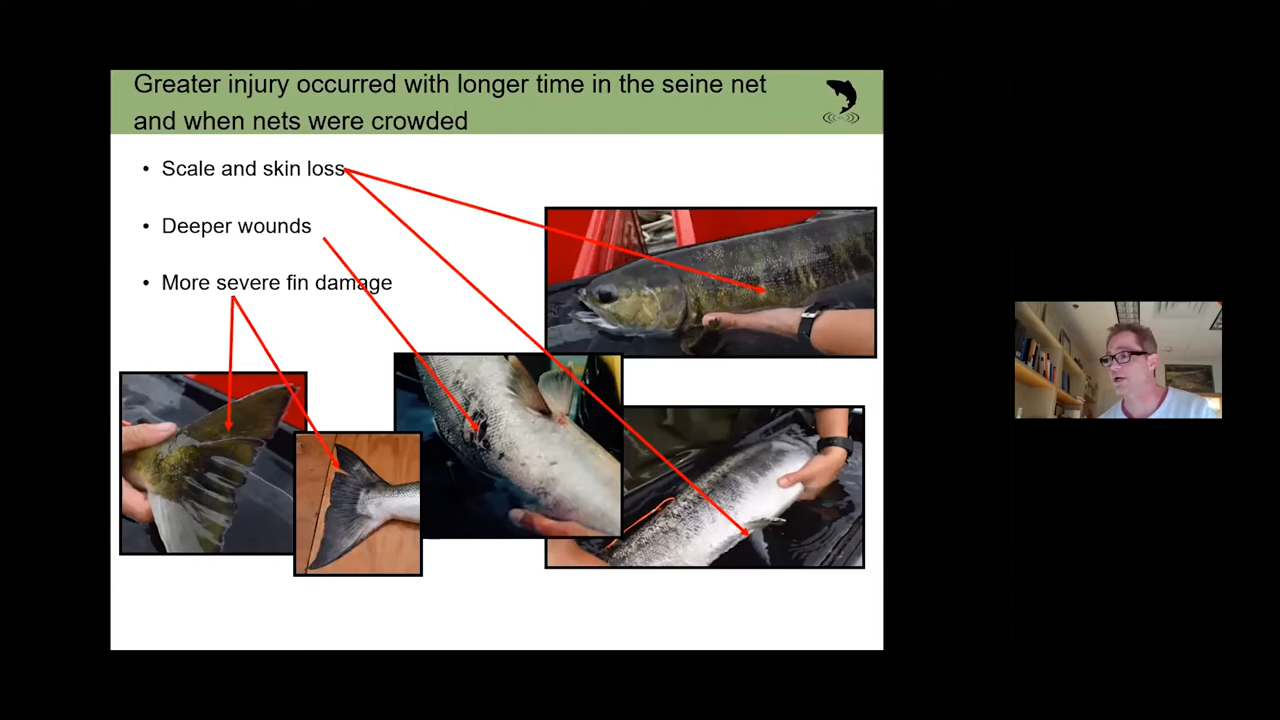 Greater injury occurred with longer time in the seine net
and when nets were crowded
• Scale and skin loss
• Deeper wounds
• More severe fin damage